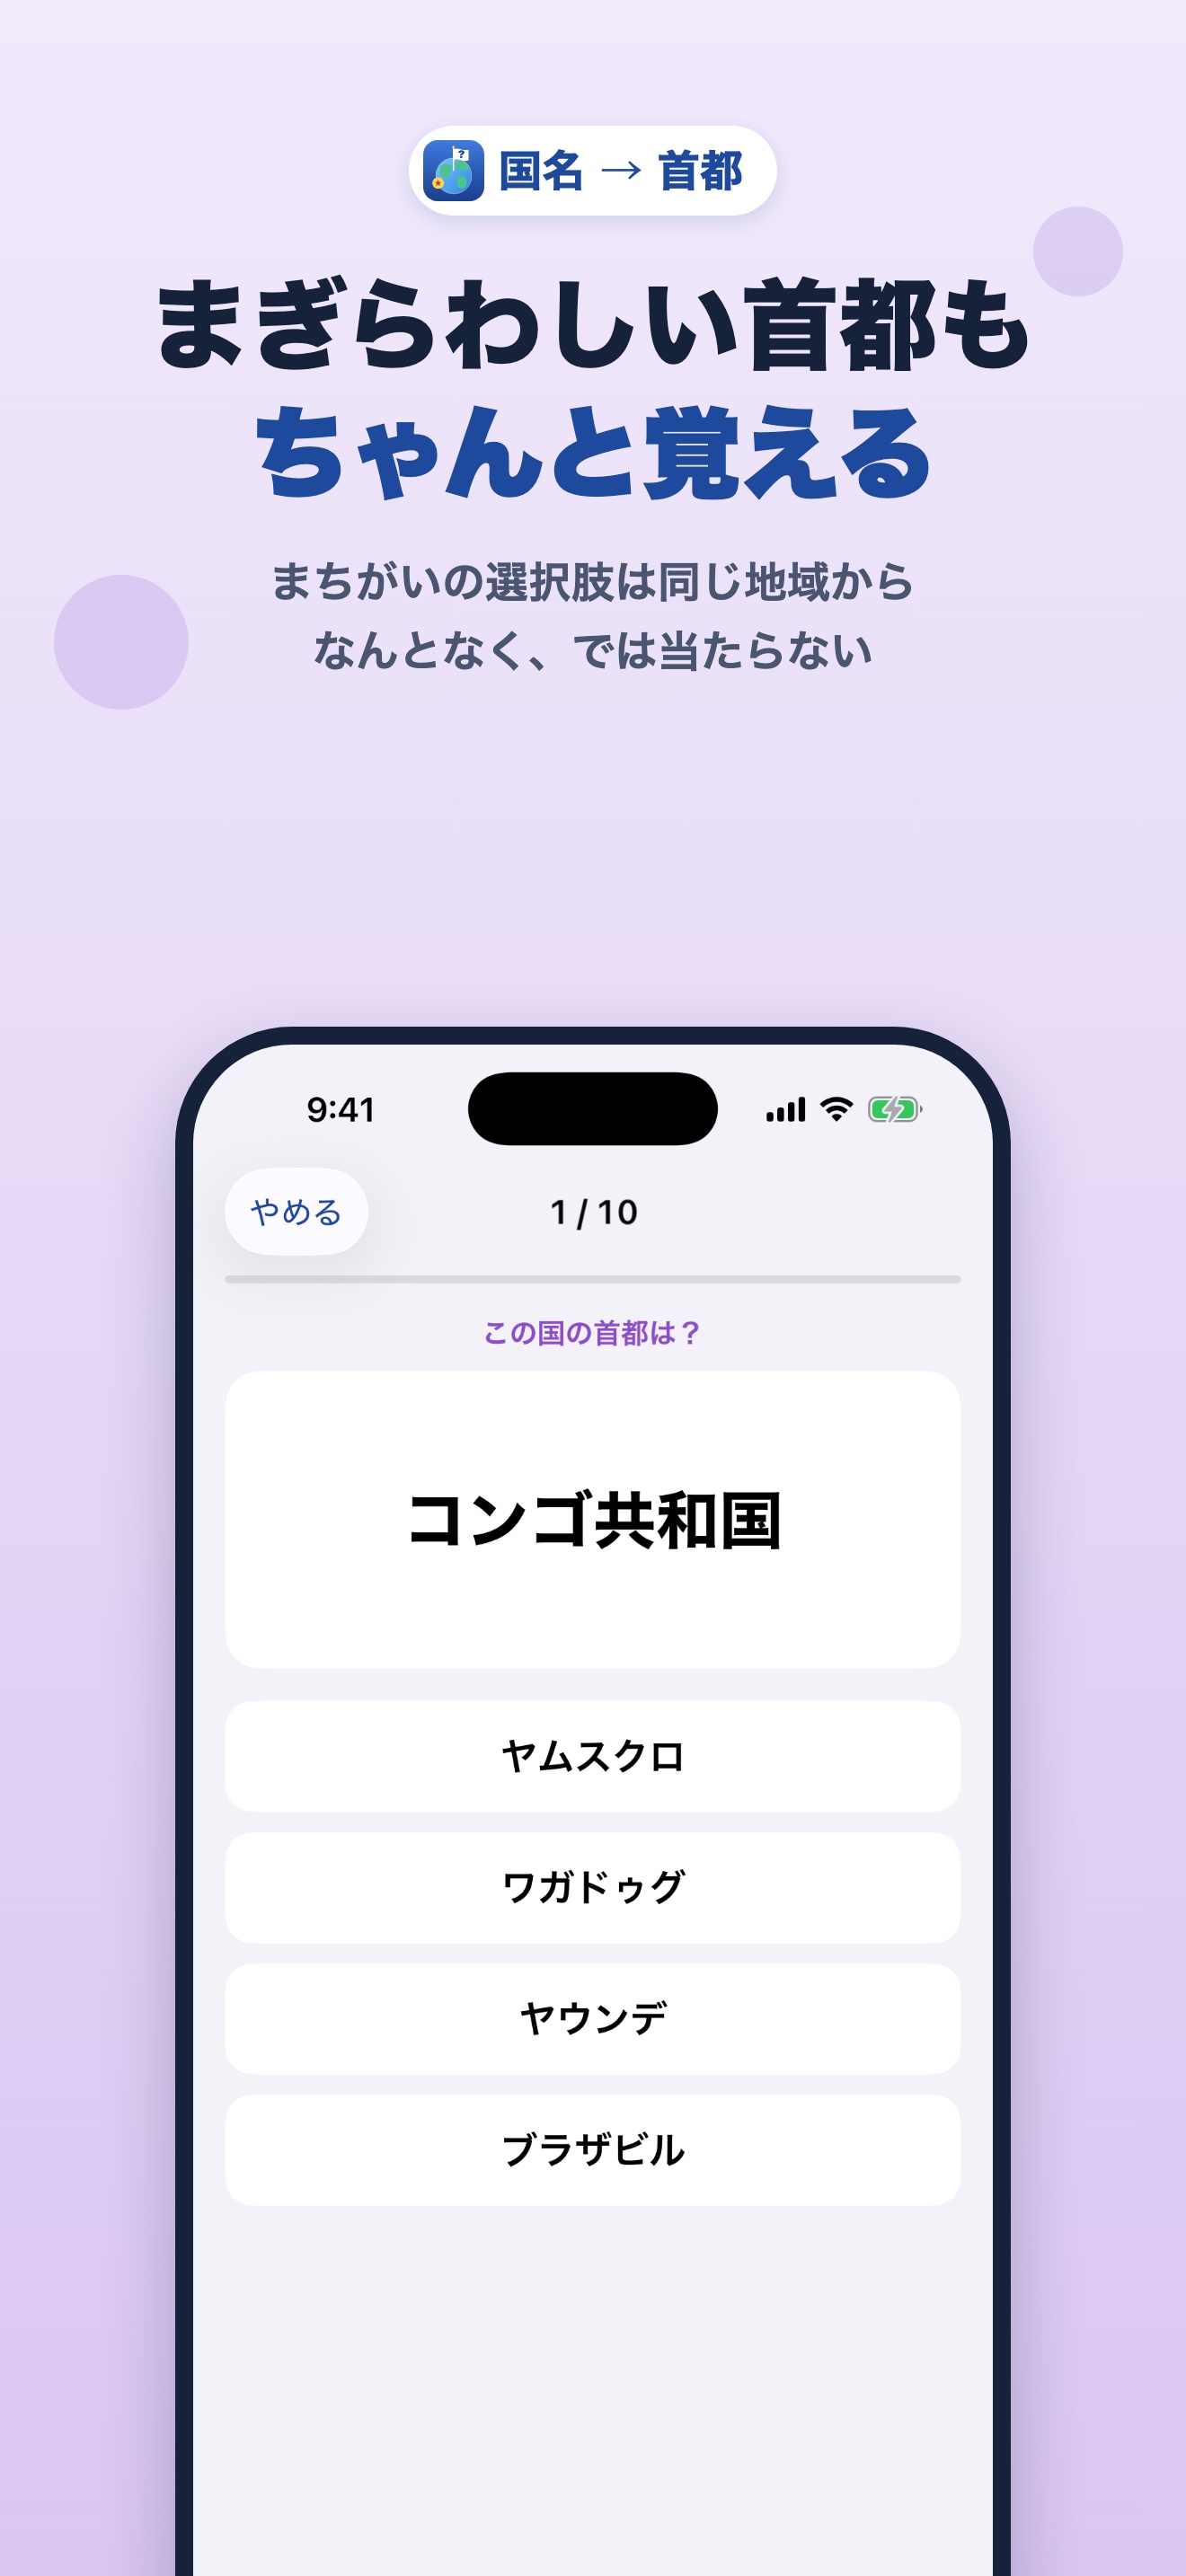 国名 → 首都
まぎらわしい首都も
ちゃんと覚える
まちがいの選択肢は同じ地域から
なんとなく、では当たらない
9:41
やめる
1 / 10
この国の首都は？
コンゴ共和国
ヤムスクロ
ワガドゥグ
ヤウンデ
ブラザビル